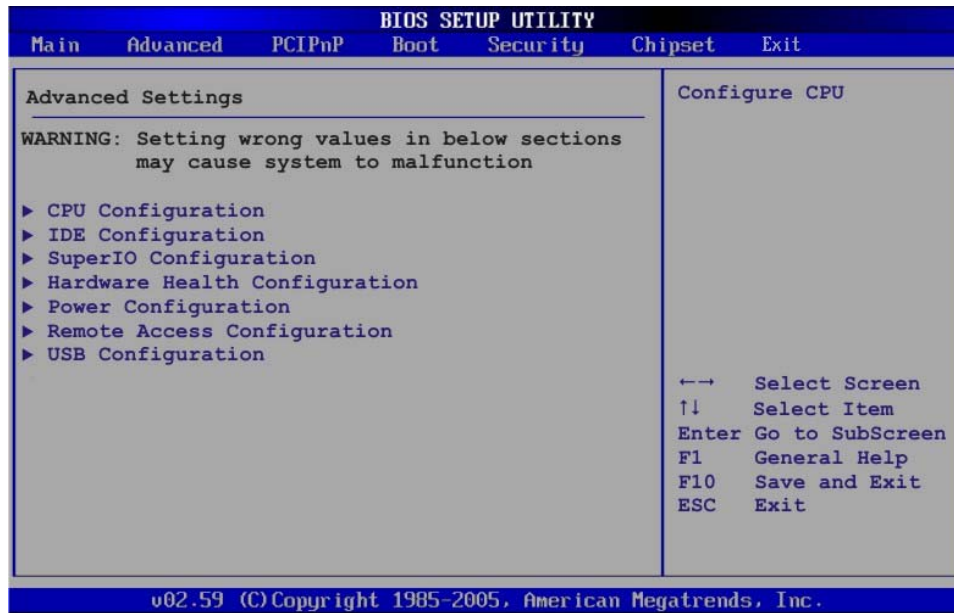 BIOS SETUP UTILITY
Main Advanced PCIPnP Boot Security Chipset Exit
Advanced Settings
WARNING: Setting wrong values in below sections
may cause system to malfunction
► CPU Configuration
► IDE Configuration
► SuperIO Configuration
► Hardware Health Configuration
► Power Configuration
► Remote Access Configuration
► USB Configuration
Configure CPU
←→ Select Screen
↑↓ Select Item
Enter Go to SubScreen
F1 General Help
F10 Save and Exit
ESC Exit
v02.59 (C)Copyright 1985-2005, American Megatrends, Inc.